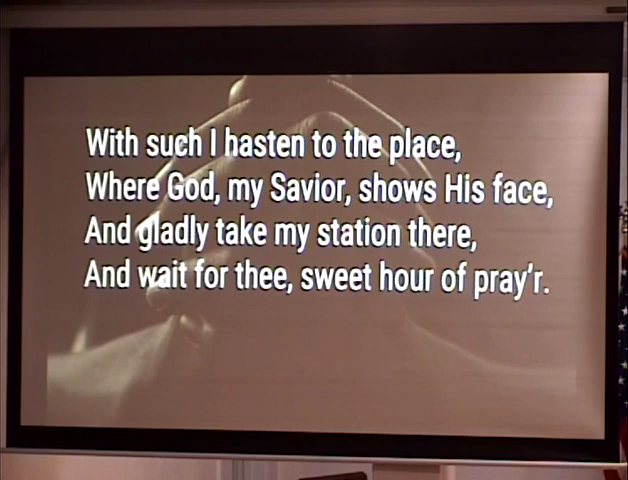 With such I hasten to the place,
Where God, my Savior, shows His face,
And gladly take my station there,
And wait for thee, sweet hour of pray'r.